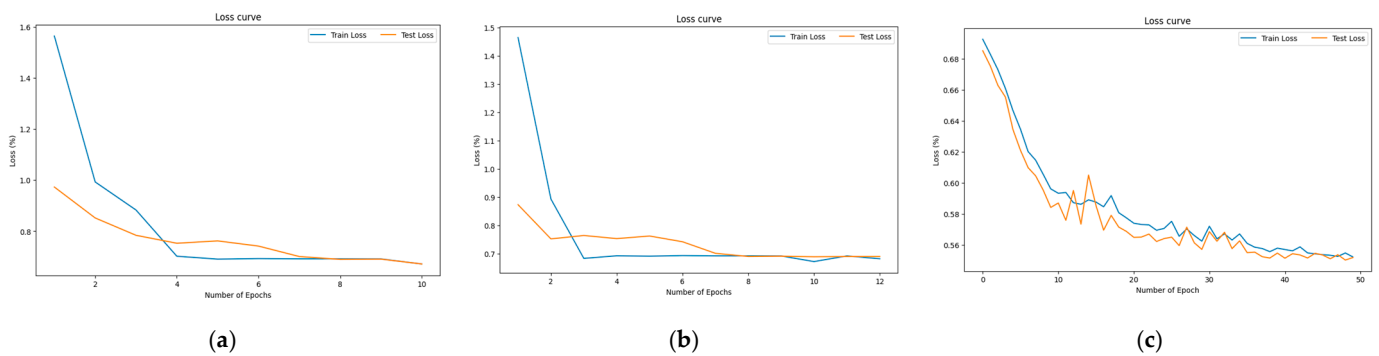 Loss curve
Train Loss Test Loss
1.6
1.4
1.2
1.0
0.8
Loss (%)
2 4 6 8 10
Number of Epochs
(a)
Loss curve
Train Loss Test Loss
1.5
1.4
1.3
1.2
1.1
1.0
0.9
0.8
0.7
Loss (%)
2 4 6 8 10 12
Number of Epochs
(b)
Loss curve
Train Loss Test Loss
0.68
0.66
0.64
0.62
0.60
0.58
0.56
Loss (%)
0 10 20 30 40 50
Number of Epoch
(c)